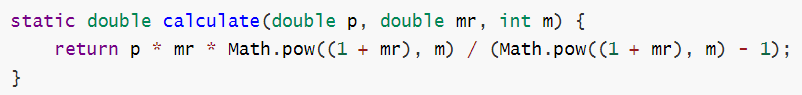 static double calculate(double p, double mr, int m) {
    return p * mr * Math.pow((1 + mr), m) / (Math.pow((1 + mr), m) - 1);
}